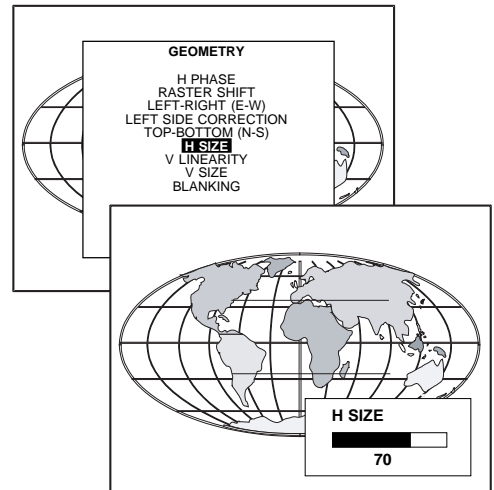 GEOMETRY
H PHASE
RASTER SHIFT
LEFT-RIGHT (E-W)
LEFT SIDE CORRECTION
TOP-BOTTOM (N-S)
H SIZE
V LINEARITY
V SIZE
BLANKING
H SIZE
70